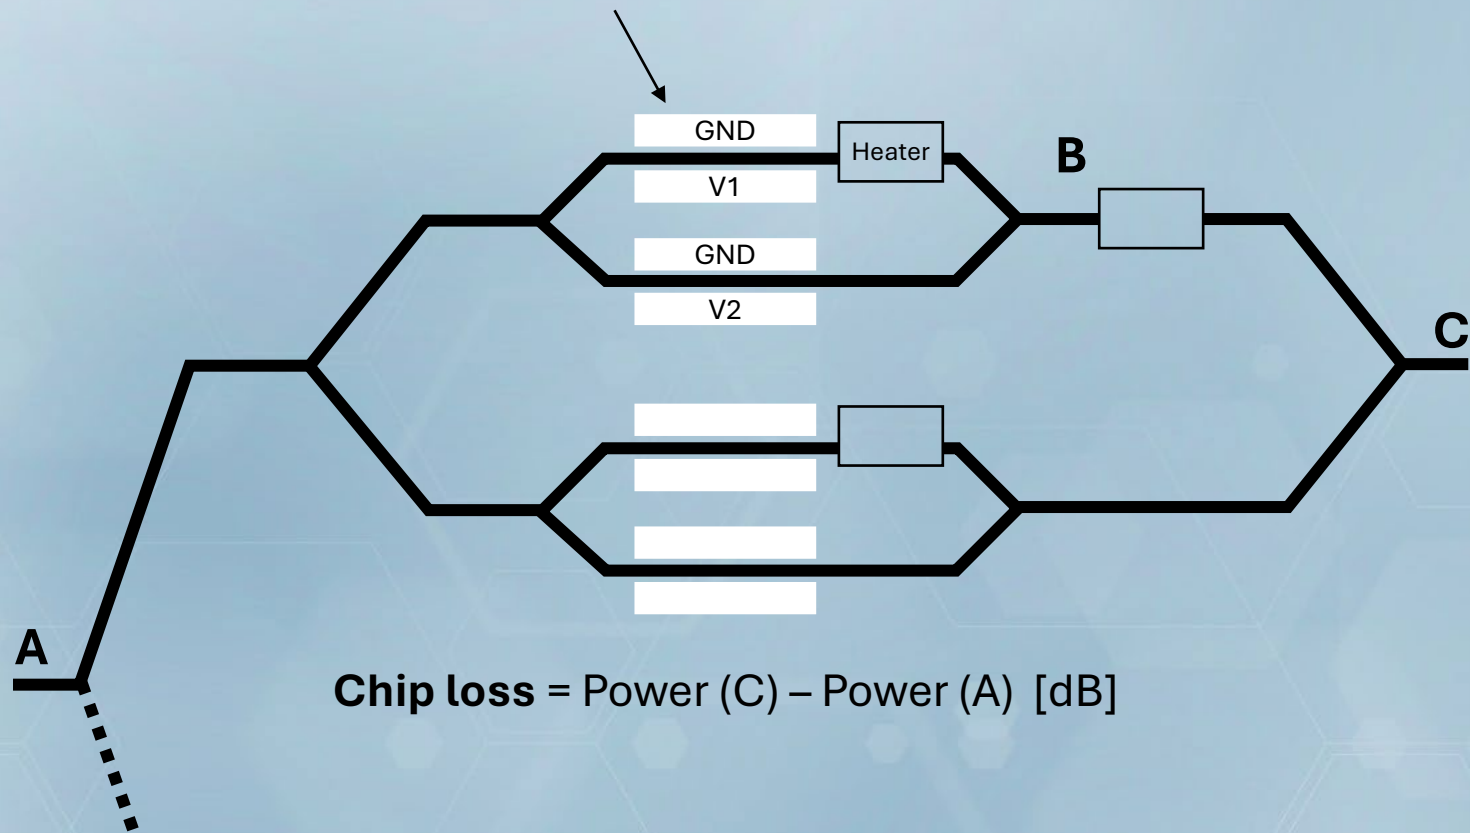 GND
Heater
B
V1
GND
V2
C
A
Chip loss = Power (C) – Power (A) [dB]